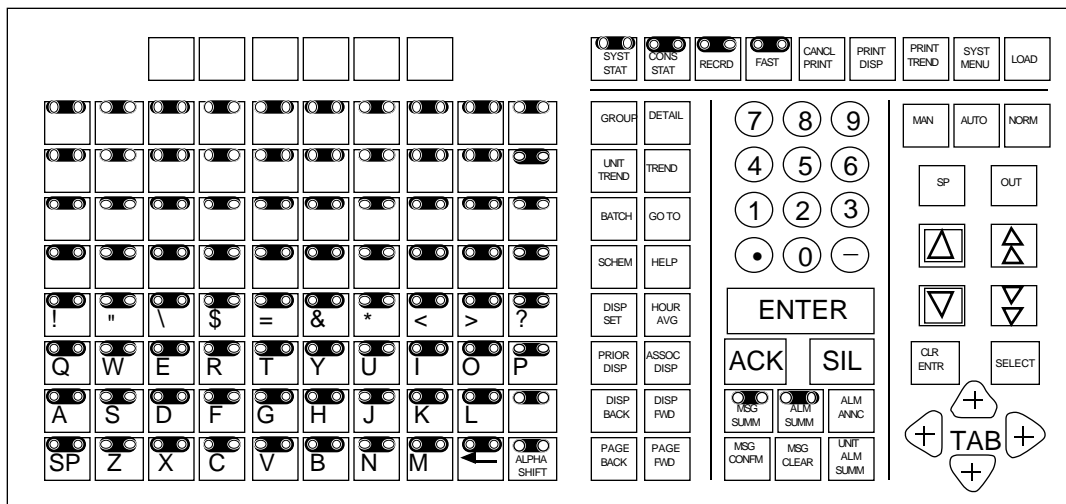 SYST STAT
CONS STAT
RECRD
FAST
CANCL PRINT
PRINT DISP
PRINT TREND
SYST MENU
LOAD
GROUP DETAIL
7 8 9
MAN AUTO NORM
UNIT TREND
TREND
4 5 6
SP OUT
BATCH GO TO
1 2 3
SCHEM HELP
• 0 −
! " \ $ = & * < > ?
DISP SET
HOUR AVG
ENTER
Q W E R T Y U I O P
PRIOR DISP
ASSOC DISP
ACK SIL
CLR ENTR
SELECT
A S D F G H J K L
DISP BACK
DISP FWD
MSG SUMM
ALM SUMM
ALM ANNC
SP Z X C V B N M
ALPHA SHIFT
PAGE BACK
PAGE FWD
MSG CONFM
MSG CLEAR
UNIT ALM SUMM
+
+ TAB +
+